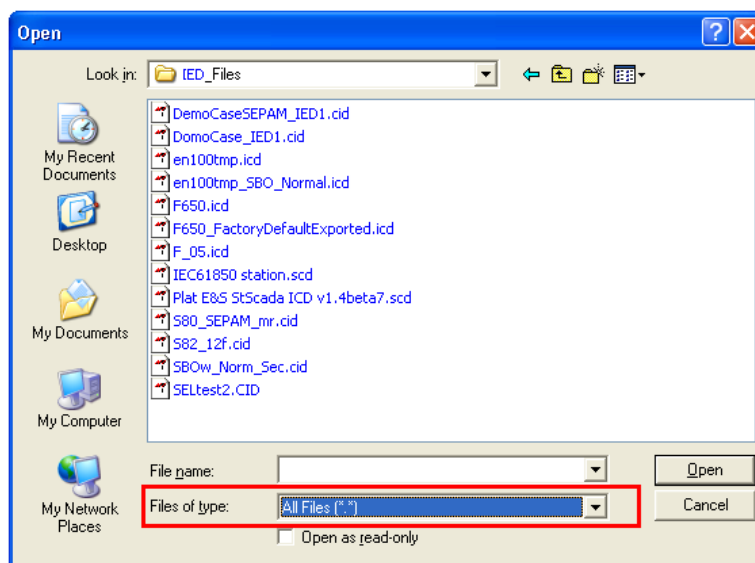 Open
Look in: IED_Files
My Recent
Documents
Desktop
My Documents
My Computer
My Network
Places
DemoCaseSEPAM_IED1.cid
DomoCase_IED1.cid
en100tmp.icd
en100tmp_SBO_Normal.icd
F650.icd
F650_FactoryDefaultExported.icd
F_05.icd
IEC61850 station.scd
Plat E&S StScada ICD v1.4beta7.scd
S80_SEPAM_mr.cid
S82_12f.cid
SBOw_Norm_Sec.cid
SELtest2.CID
File name:
Open
Files of type: All Files (*.*)
Cancel
Open as read-only